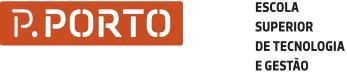 P.PORTO
ESCOLA
SUPERIOR
DE TECNOLOGIA
E GESTÃO